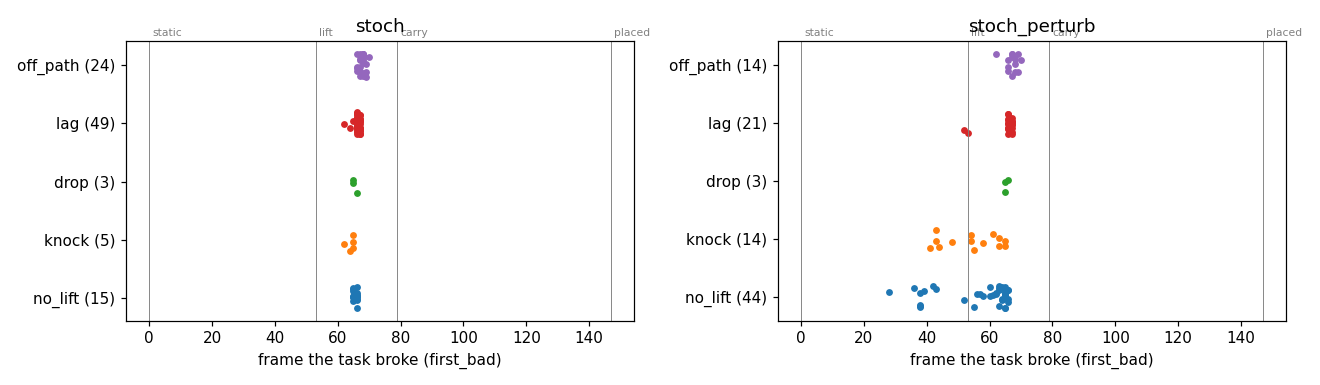 stoch
static lift carry placed
off_path (24)
lag (49)
drop (3)
knock (5)
no_lift (15)
0 20 40 60 80 100 120 140
frame the task broke (first_bad)
stoch_perturb
static lift carry placed
off_path (14)
lag (21)
drop (3)
knock (14)
no_lift (44)
0 20 40 60 80 100 120 140
frame the task broke (first_bad)